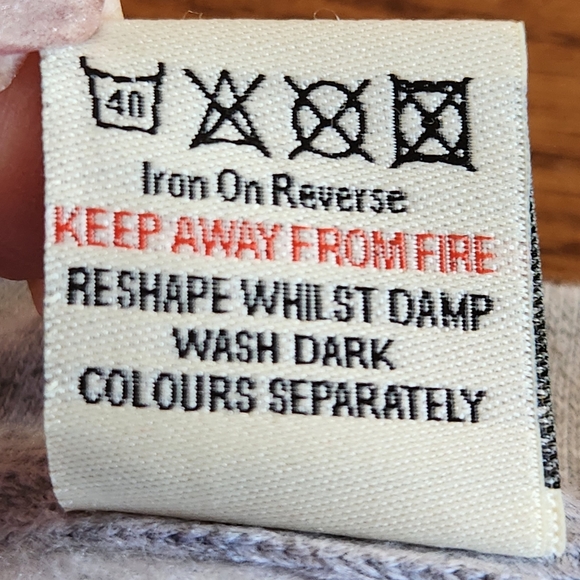 40
Iron On Reverse
KEEP AWAY FROM FIRE
RESHAPE WHILST DAMP
WASH DARK
COLOURS SEPARATELY